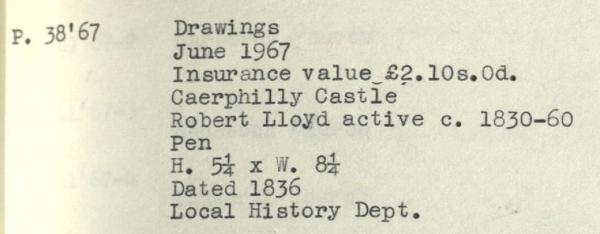 P. 38'67 Drawings
June 1967
Insurance value £2.10s.0d.
Caerphilly Castle
Robert Lloyd active c. 1830-60
Pen
H. 5¼ x W. 8¼
Dated 1836
Local History Dept.